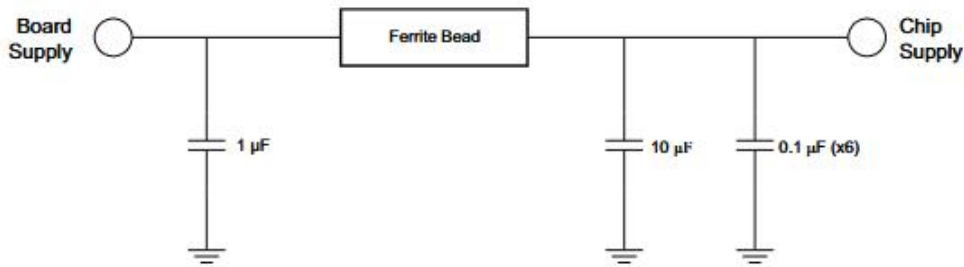 Board
Supply
Ferrite Bead
Chip
Supply
1 µF
10 µF
0.1 µF (x6)